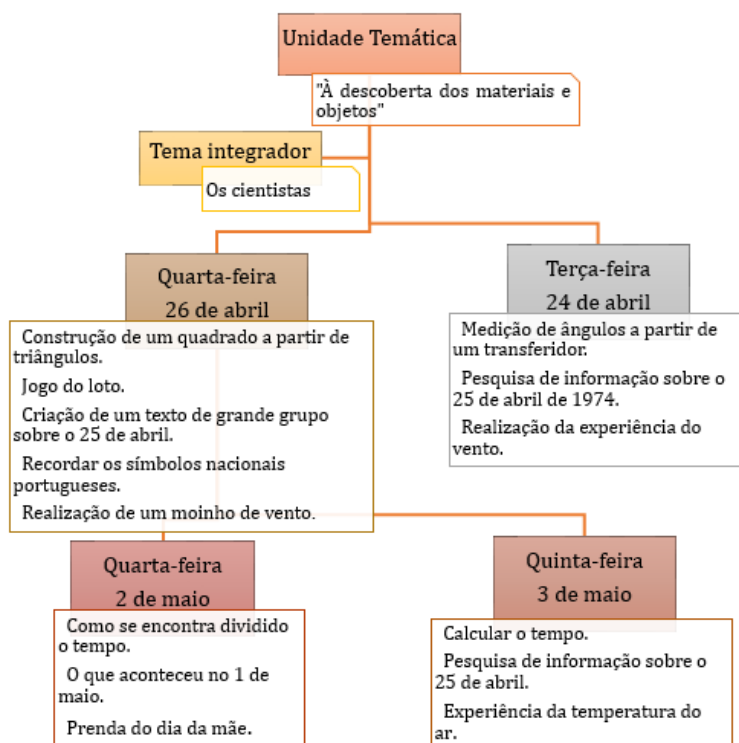 Unidade Temática
"À descoberta dos materiais e
objetos"
Tema integrador
Os cientistas
Quarta-feira
26 de abril
Construção de um quadrado a partir de
triângulos.
Jogo do loto.
Criação de um texto de grande grupo
sobre o 25 de abril.
Recordar os símbolos nacionais
portugueses.
Realização de um moinho de vento.
Terça-feira
24 de abril
Medição de ângulos a partir de
um transferidor.
Pesquisa de informação sobre o
25 de abril de 1974.
Realização da experiência do
vento.
Quarta-feira
2 de maio
Como se encontra dividido
o tempo.
O que aconteceu no 1 de
maio.
Prenda do dia da mãe.
Quinta-feira
3 de maio
Calcular o tempo.
Pesquisa de informação sobre o
25 de abril.
Experiência da temperatura do
ar.